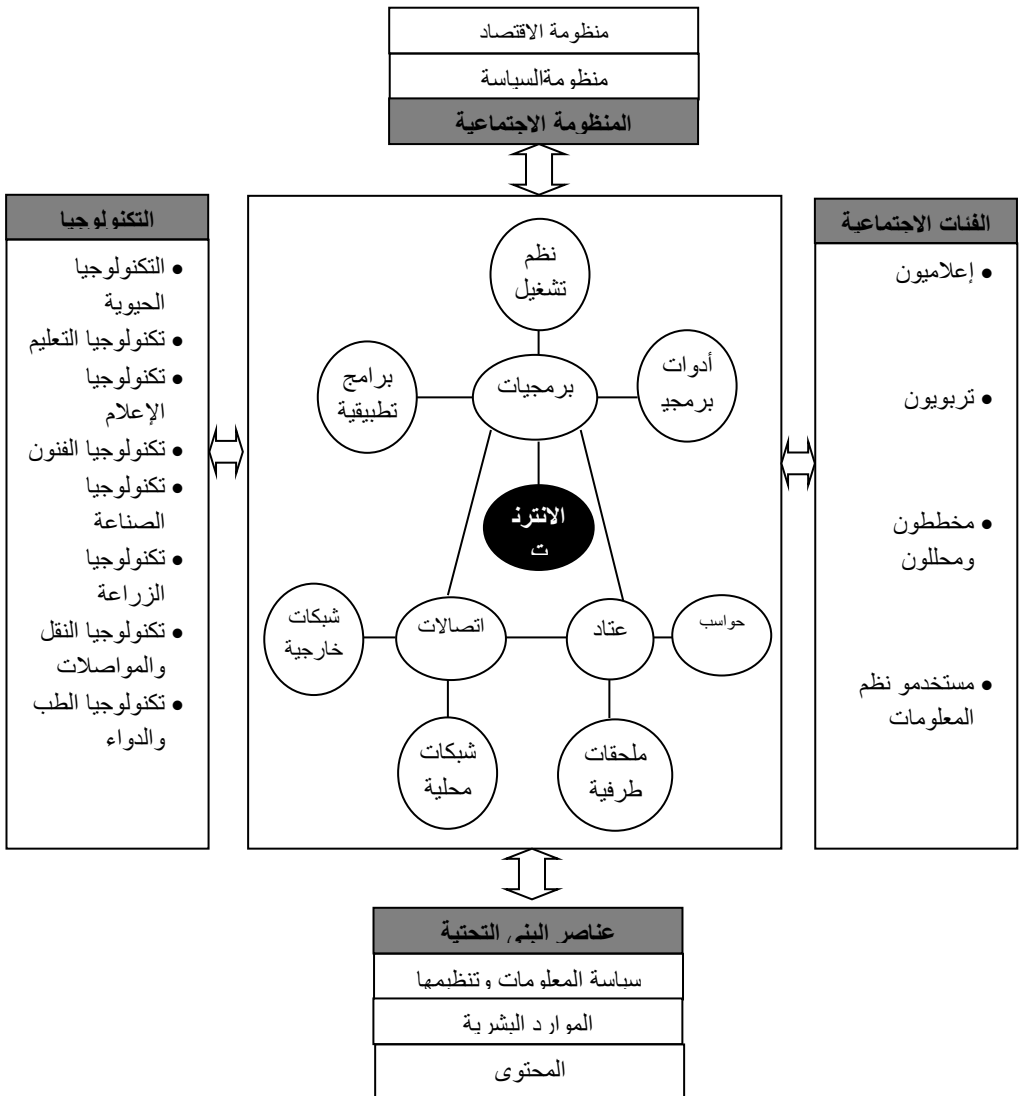 منظومة الاقتصاد
منظومةالسياسة
المنظومة الاجتماعية
الفئات الاجتماعية
• إعلاميون
• تربويون
• مخططون
ومحللون
• مستخدمو نظم
المعلومات
نظم
تشغيل
أدوات
برمجي
برمجيات
برامج
تطبيقية
الانترن
ت
حواسب
عتاد
اتصالات
شبكات
خارجية
ملحقات
طرفية
شبكات
محلية
التكنولوجيا
• التكنولوجيا
الحيوية
• تكنولوجيا التعليم
• تكنولوجيا
الإعلام
• تكنولوجيا الفنون
• تكنولوجيا
الصناعة
• تكنولوجيا
الزراعة
• تكنولوجيا النقل
والمواصلات
• تكنولوجيا الطب
والدواء
عناصر البنى التحتية
سياسة المعلومات وتنظيمها
الموارد البشرية
المحتوى